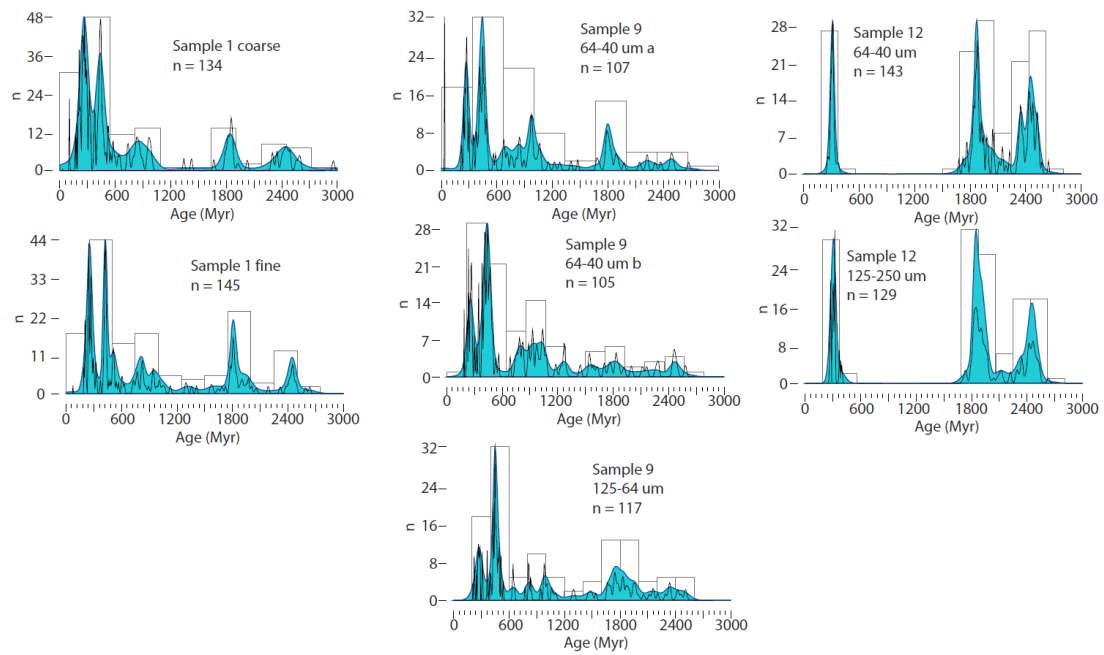 48
36
24
12
0
n
Sample 1 coarse
n = 134
0 600 1200 1800 2400 3000
Age (Myr)
32
24
16
8
0
n
Sample 9
64-40 um a
n = 107
0 600 1200 1800 2400 3000
Age (Myr)
28
21
14
7
0
n
Sample 12
64-40 um
n = 143
0 600 1200 1800 2400 3000
Age (Myr)
44
33
22
11
0
n
Sample 1 fine
n = 145
0 600 1200 1800 2400 3000
Age (Myr)
28
21
14
7
0
n
Sample 9
64-40 um b
n = 105
0 600 1200 1800 2400 3000
Age (Myr)
32
24
16
8
0
n
Sample 12
125-250 um
n = 129
0 600 1200 1800 2400 3000
Age (Myr)
32
24
16
8
0
n
Sample 9
125-64 um
n = 117
0 600 1200 1800 2400 3000
Age (Myr)